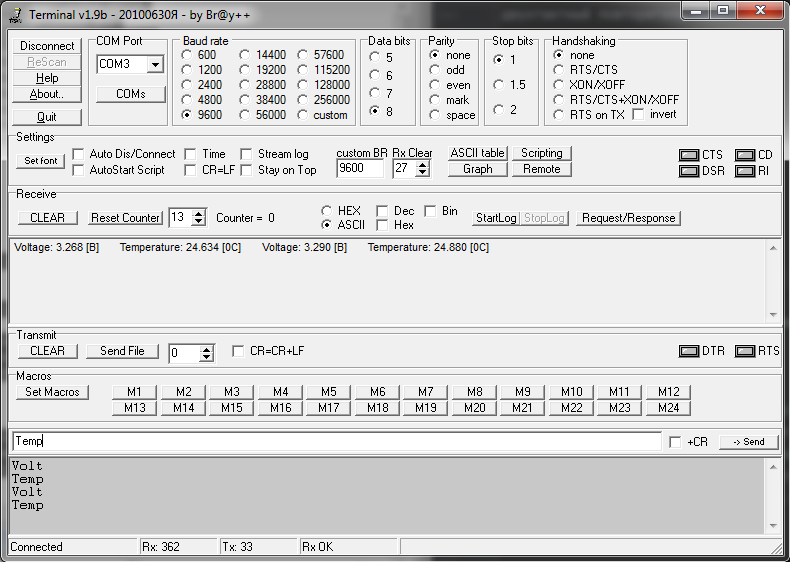 Terminal v1.9b - 20100630Я - by Br@y++
Disconnect
ReScan
Help
About..
Quit
COM Port
COM3
COMs
Baud rate
600 14400 57600
1200 19200 115200
2400 28800 128000
4800 38400 256000
9600 56000 custom
Data bits
5
6
7
8
Parity
none
odd
even
mark
space
Stop bits
1
1.5
2
Handshaking
none
RTS/CTS
XON/XOFF
RTS/CTS+XON/XOFF
RTS on TX invert
Settings
Set font
Auto Dis/Connect Time Stream log
AutoStart Script CR=LF Stay on Top
custom BR Rx Clear
9600 27
ASCII table Scripting
Graph Remote
CTS CD
DSR RI
Receive
CLEAR Reset Counter 13 Counter = 0
HEX Dec Bin
ASCII Hex
StartLog StopLog Request/Response
Voltage: 3.268 [B] Temperature: 24.634 [0C] Voltage: 3.290 [B] Temperature: 24.880 [0C]
Transmit
CLEAR Send File 0 CR=CR+LF DTR RTS
Macros
Set Macros
M1 M2 M3 M4 M5 M6 M7 M8 M9 M10 M11 M12
M13 M14 M15 M16 M17 M18 M19 M20 M21 M22 M23 M24
Temp +CR -> Send
Volt
Temp
Volt
Temp
Connected Rx: 362 Tx: 33 Rx OK